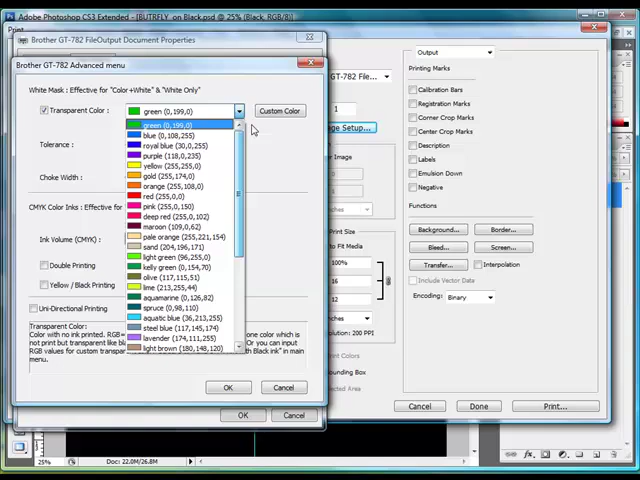 Adobe Photoshop CS3 Extended - [BUTRFLY_on Black.psd @ 25% (Black, RGB/8)]
Print
Brother GT-782 FileOutput Document Properties
Brother GT-782 Advanced menu
White Mask : Effective for "Color+White" & "White Only"
Transparent Color :
green (0,199,0)
Custom Color
green (0,199,0)
blue (0,108,255)
royal blue (30,0,255)
purple (118,0,235)
yellow (255,255,0)
gold (255,174,0)
orange (255,108,0)
red (255,0,0)
pink (255,0,150)
deep red (255,0,102)
maroon (109,0,62)
pale orange (255,221,154)
sand (204,196,171)
light green (96,255,0)
kelly green (0,154,70)
olive (117,115,51)
lime (213,255,44)
aquamarine (0,126,82)
spruce (0,98,110)
aquatic blue (36,213,255)
steel blue (117,145,174)
lavender (174,111,255)
light brown (180,148,120)
Tolerance :
Choke Width :
CMYK Color Inks : Effective for
Ink Volume (CMYK)
Double Printing
Yellow / Black Printing
Uni-Directional Printing
Transparent Color:
Color with no ink printed. RGB=
one color which is
not print but transparent like bla
Or you can input
RGB values for custom transpar
with Black ink" in main
menu.
OK
Cancel
OK
Cancel
GT-782 File...
1
ge Setup...
er Image
nt Size
to Fit Media
100%
16
12
hes
olution: 200 PPI
nt Colors
unding Box
lected Area
Output
Printing Marks
Calibration Bars
Registration Marks
Corner Crop Marks
Center Crop Marks
Description
Labels
Emulsion Down
Negative
Functions
Background...
Border...
Bleed...
Screen...
Transfer...
Interpolation
Include Vector Data
Encoding:
Binary
Cancel
Done
Print...
25%
Doc: 22.0M/26.8M